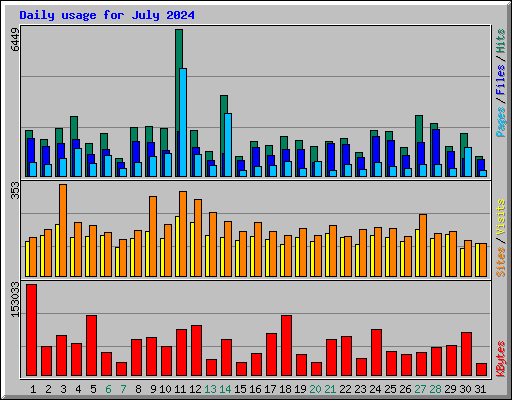 Daily usage for July 2024
6449
Pages / Files / Hits
353
Sites / Visits
153033
KBytes
1 2 3 4 5 6 7 8 9 10 11 12 13 14 15 16 17 18 19 20 21 22 23 24 25 26 27 28 29 30 31